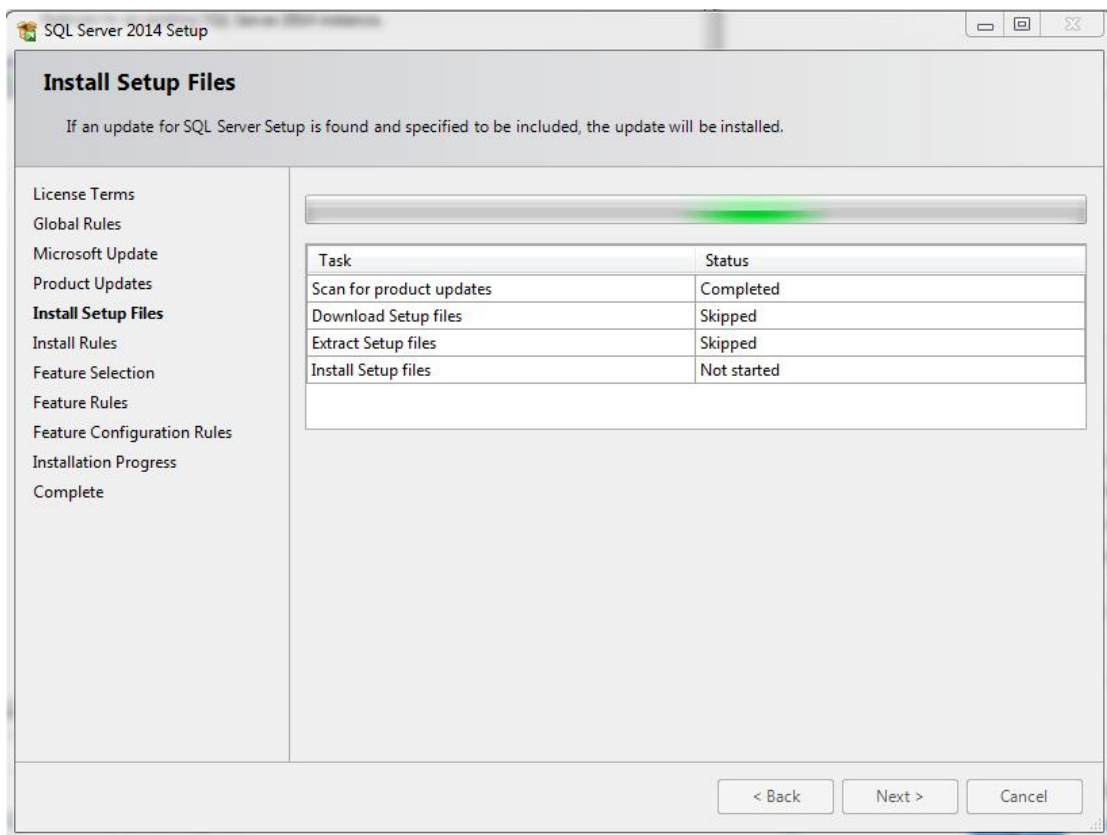 SQL Server 2014 Setup
Install Setup Files
If an update for SQL Server Setup is found and specified to be included, the update will be installed.
License Terms
Global Rules
Microsoft Update
Product Updates
Install Setup Files
Install Rules
Feature Selection
Feature Rules
Feature Configuration Rules
Installation Progress
Complete
Task Status
Scan for product updates Completed
Download Setup files Skipped
Extract Setup files Skipped
Install Setup files Not started
< Back Next > Cancel